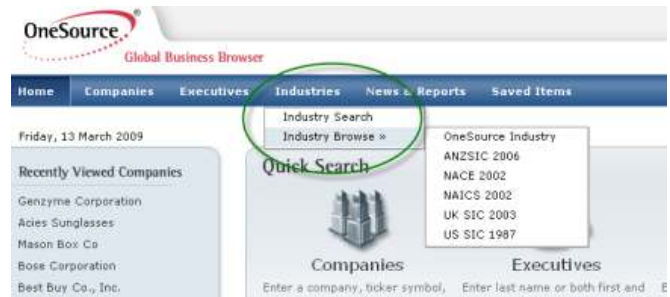 OneSource®
Global Business Browser
Home Companies Executives Industries News & Reports Saved Items
Industry Search
Industry Browse »
OneSource Industry
ANZSIC 2006
NACE 2002
NAICS 2002
UK SIC 2003
US SIC 1987
Friday, 13 March 2009
Recently Viewed Companies
Genzyme Corporation
Acies Sunglasses
Mason Box Co
Bose Corporation
Best Buy Co., Inc.
Quick Search
Companies
Enter a company, ticker symbol,
Executives
Enter last name or both first and